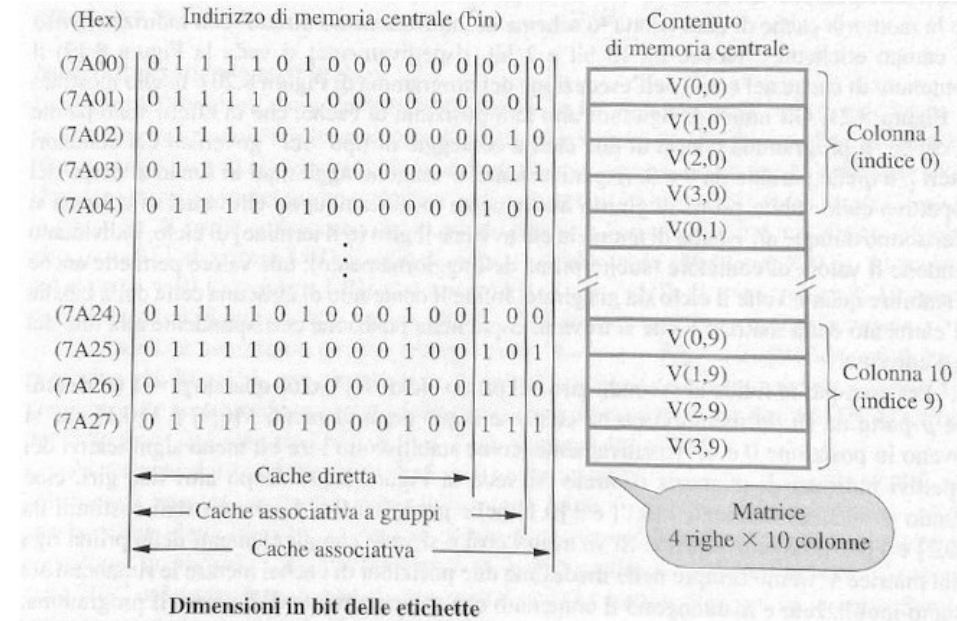 (Hex) Indirizzo di memoria centrale (bin) Contenuto
di memoria centrale
(7A00) 0 1 1 1 1 0 1 0 0 0 0 0 0 0 0 0 V(0,0)
(7A01) 0 1 1 1 1 0 1 0 0 0 0 0 0 0 0 1 V(1,0)
(7A02) 0 1 1 1 1 0 1 0 0 0 0 0 0 0 1 0 V(2,0)
(7A03) 0 1 1 1 1 0 1 0 0 0 0 0 0 0 1 1 V(3,0)
(7A04) 0 1 1 1 1 0 1 0 0 0 0 0 0 1 0 0 V(0,1)
Colonna 1
(indice 0)
(7A24) 0 1 1 1 1 0 1 0 0 0 1 0 0 1 0 0 V(0,9)
(7A25) 0 1 1 1 1 0 1 0 0 0 1 0 0 1 0 1 V(1,9)
(7A26) 0 1 1 1 1 0 1 0 0 0 1 0 0 1 1 0 V(2,9)
(7A27) 0 1 1 1 1 0 1 0 0 0 1 0 0 1 1 1 V(3,9)
Colonna 10
(indice 9)
Cache diretta
Cache associativa a gruppi
Cache associativa
Matrice
4 righe × 10 colonne
Dimensioni in bit delle etichette